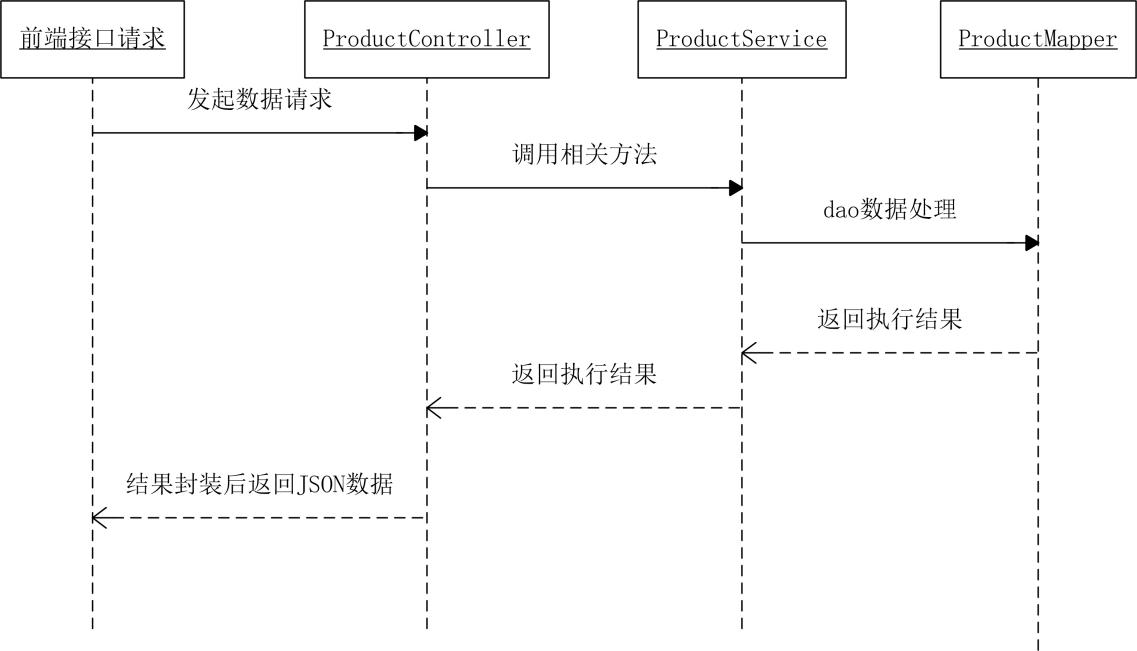 前端接口请求
ProductController
ProductService
ProductMapper
发起数据请求
调用相关方法
dao数据处理
返回执行结果
返回执行结果
结果封装后返回JSON数据